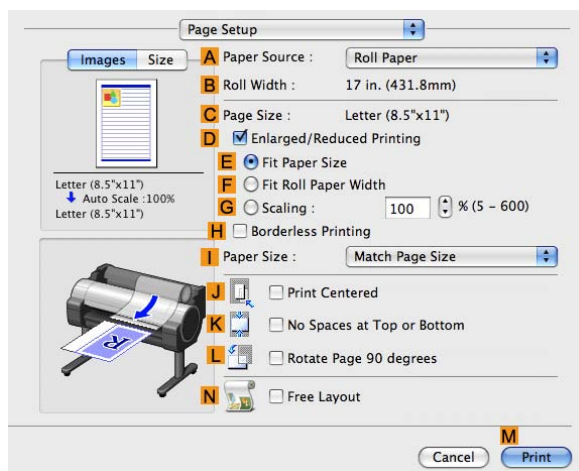 Page Setup
Images Size
A Paper Source : Roll Paper
B Roll Width : 17 in. (431.8mm)
C Page Size : Letter (8.5"x11")
D Enlarged/Reduced Printing
E Fit Paper Size
F Fit Roll Paper Width
G Scaling : 100 % (5 - 600)
Letter (8.5"x11")
Auto Scale :100%
Letter (8.5"x11")
H Borderless Printing
I Paper Size : Match Page Size
J Print Centered
K No Spaces at Top or Bottom
L Rotate Page 90 degrees
R
N Free Layout
M
Cancel Print